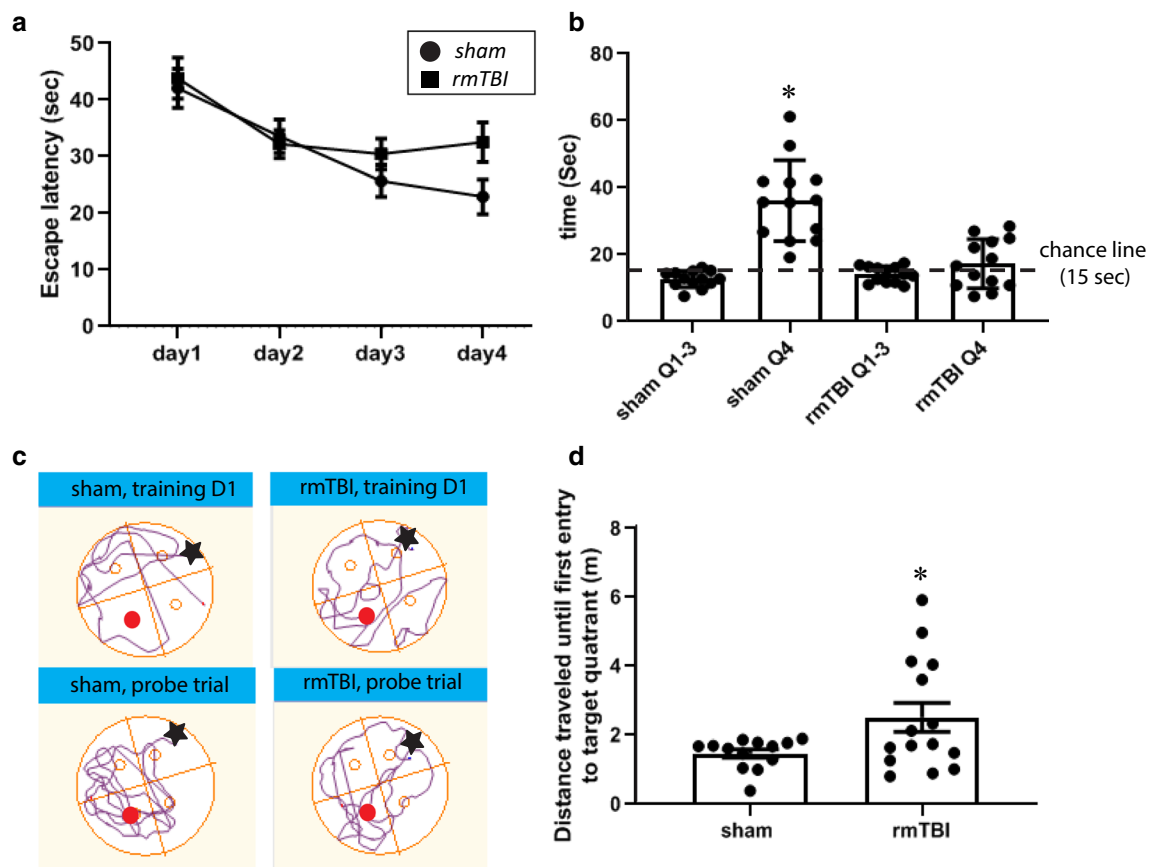 a
Escape latency (sec)
50
40
30
20
10
0
day1 day2 day3 day4
sham
rmTBI
b
time (Sec)
80
60
40
20
0
*
chance line
(15 sec)
sham Q1-3
sham Q4
rmTBI Q1-3
rmTBI Q4
c
sham, training D1
rmTBI, training D1
sham, probe trial
rmTBI, probe trial
d
Distance traveled until first entry
to target quatrant (m)
8
6
4
2
0
*
sham rmTBI